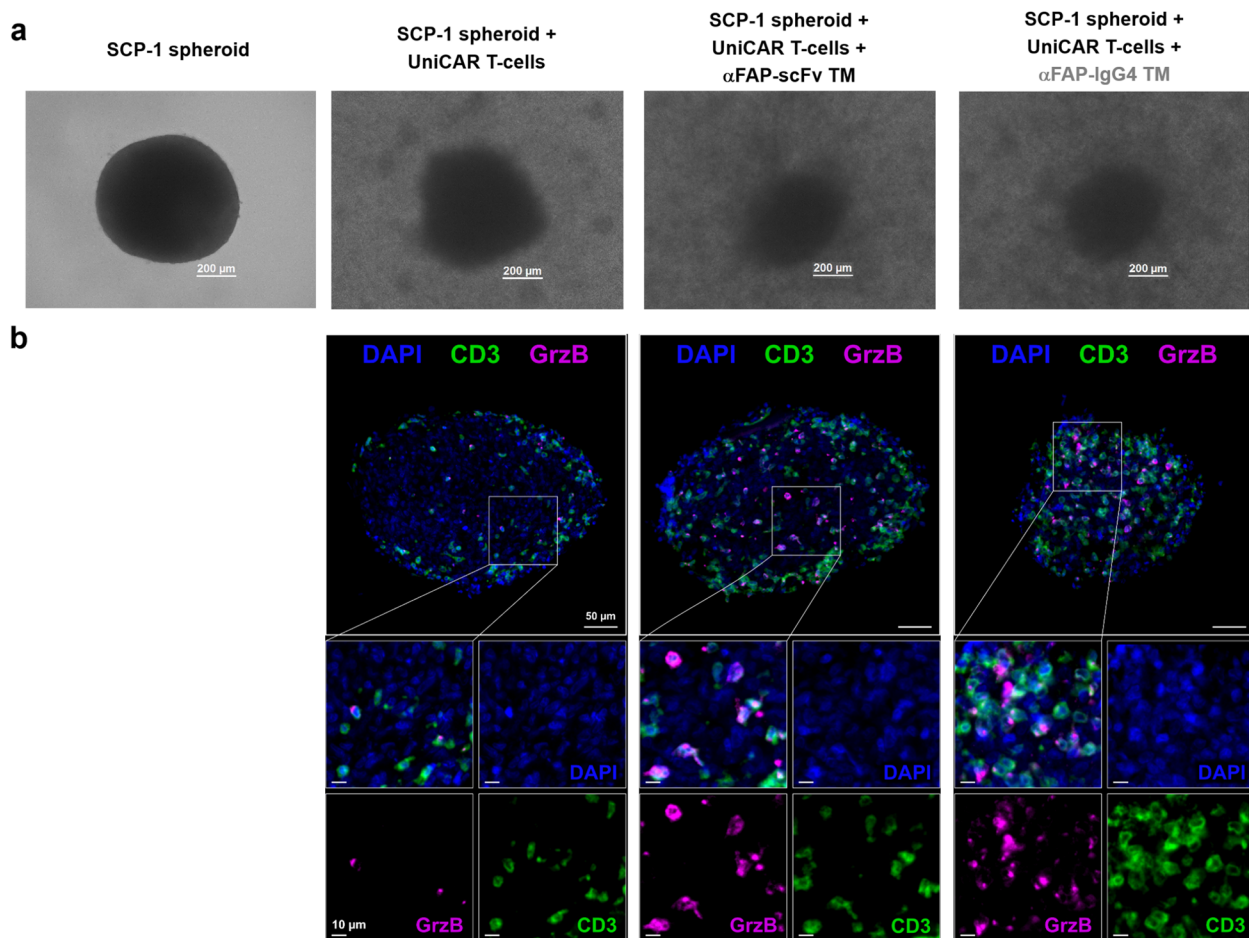 a
SCP-1 spheroid
SCP-1 spheroid +
UniCAR T-cells
SCP-1 spheroid +
UniCAR T-cells +
αFAP-scFv TM
SCP-1 spheroid +
UniCAR T-cells +
αFAP-IgG4 TM
200 µm
200 µm
200 µm
200 µm
b
DAPI CD3 GrzB
DAPI CD3 GrzB
DAPI CD3 GrzB
50 µm
DAPI
DAPI
DAPI
10 µm
GrzB
CD3
GrzB
CD3
GrzB
CD3